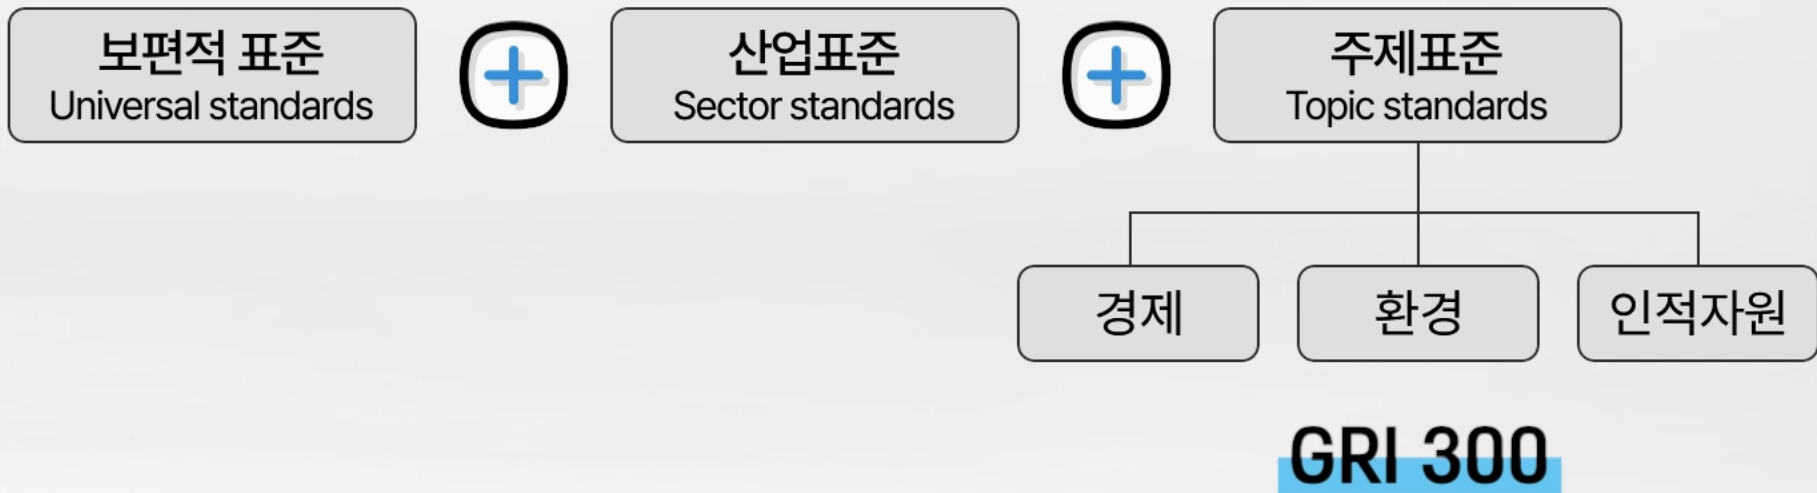 보편적 표준
Universal standards
산업표준
Sector standards
주제표준
Topic standards
경제
환경
인적자원
GRI 300